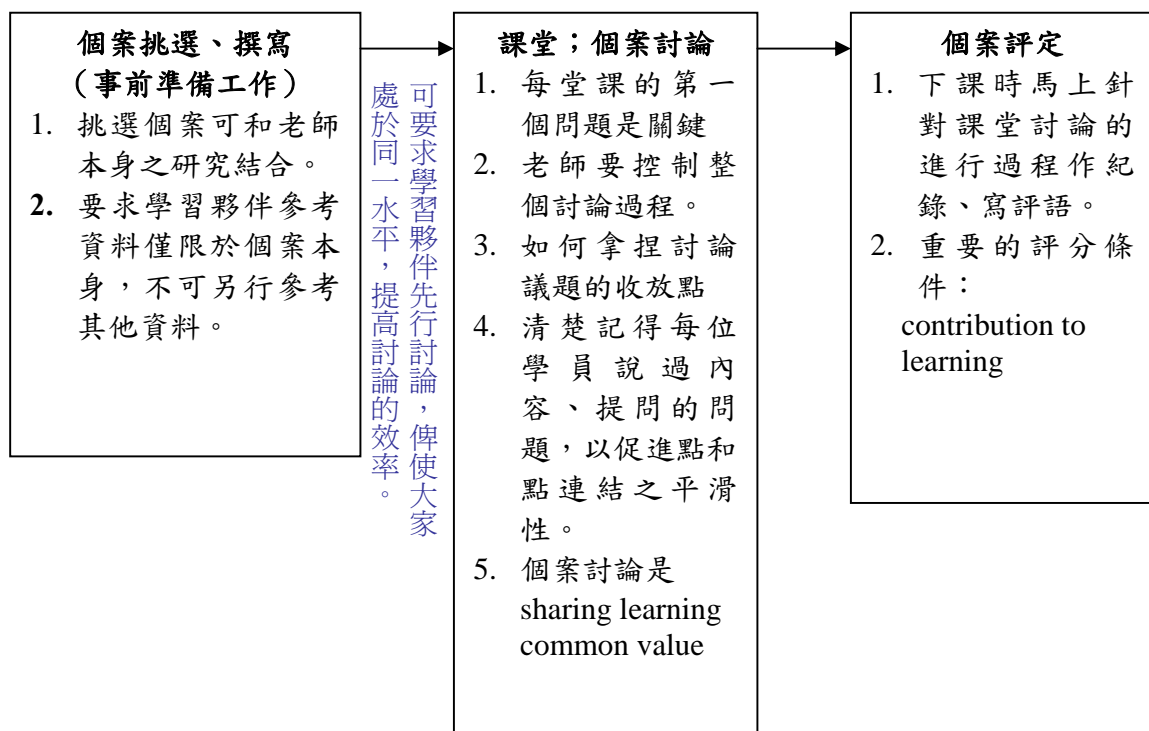 個案挑選、撰寫
（事前準備工作）
1. 挑選個案可和老師
本身之研究結合。
2. 要求學習夥伴參考
資料僅限於個案本
身，不可另行參考
其他資料。
可要求學習夥伴先行討論，俾使大家
處於同一水平，提高討論的效率。
課堂；個案討論
1. 每堂課的第一
個問題是關鍵
2. 老師要控制整
個討論過程。
3. 如何拿捏討論
議題的收放點
4. 清楚記得每位
學員說過內
容、提問的問
題，以促進點和
點連結之平滑
性。
5. 個案討論是
sharing learning
common value
個案評定
1. 下課時馬上針
對課堂討論的
進行過程作紀
錄、寫評語。
2. 重要的評分條
件：
contribution to
learning